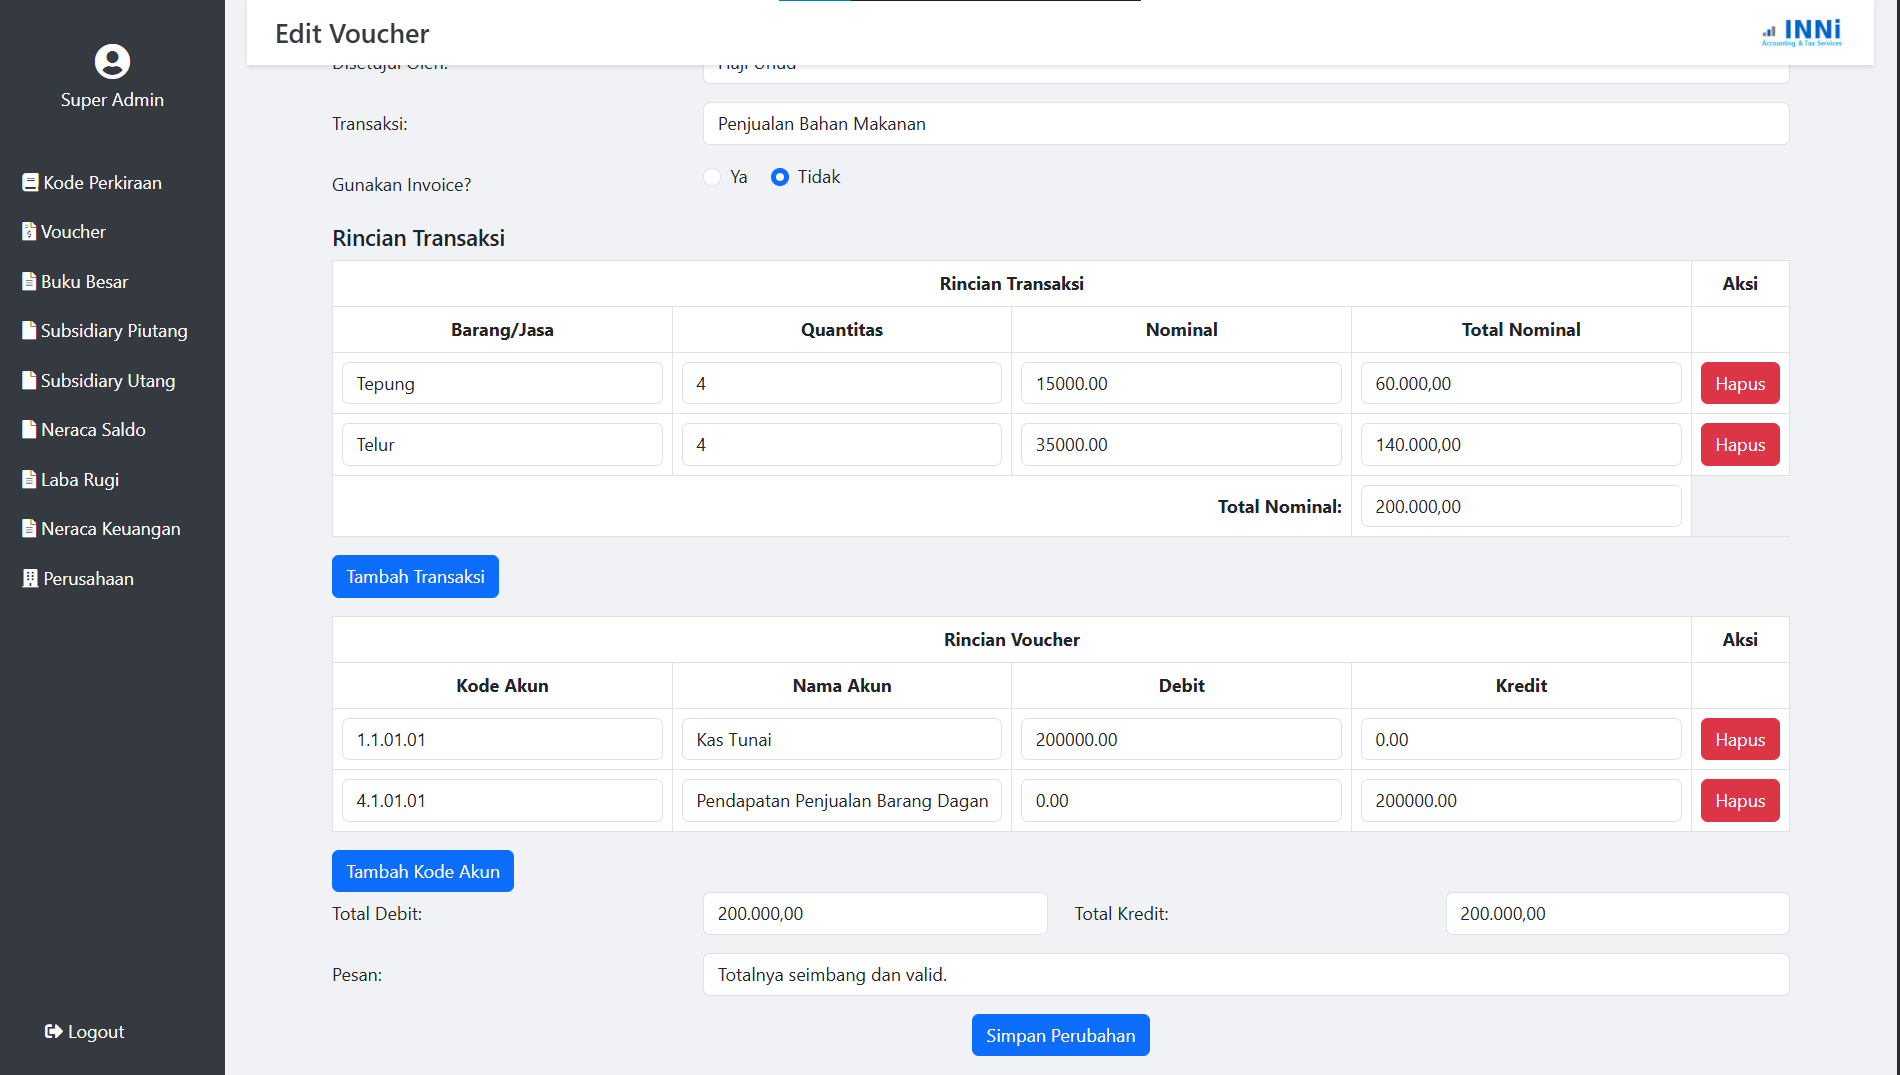 Edit Voucher
INNi
Accounting & Tax Services
Super Admin
Kode Perkiraan
Voucher
Buku Besar
Subsidiary Piutang
Subsidiary Utang
Neraca Saldo
Laba Rugi
Neraca Keuangan
Perusahaan
Logout
Disetujui Oleh:
Transaksi: Penjualan Bahan Makanan
Gunakan Invoice? Ya Tidak
Rincian Transaksi
Rincian Transaksi Aksi
Barang/Jasa Quantitas Nominal Total Nominal
Tepung 4 15000.00 60.000,00 Hapus
Telur 4 35000.00 140.000,00 Hapus
Total Nominal: 200.000,00
Tambah Transaksi
Rincian Voucher Aksi
Kode Akun Nama Akun Debit Kredit
1.1.01.01 Kas Tunai 200000.00 0.00 Hapus
4.1.01.01 Pendapatan Penjualan Barang Dagan 0.00 200000.00 Hapus
Tambah Kode Akun
Total Debit: 200.000,00 Total Kredit: 200.000,00
Pesan: Totalnya seimbang dan valid.
Simpan Perubahan